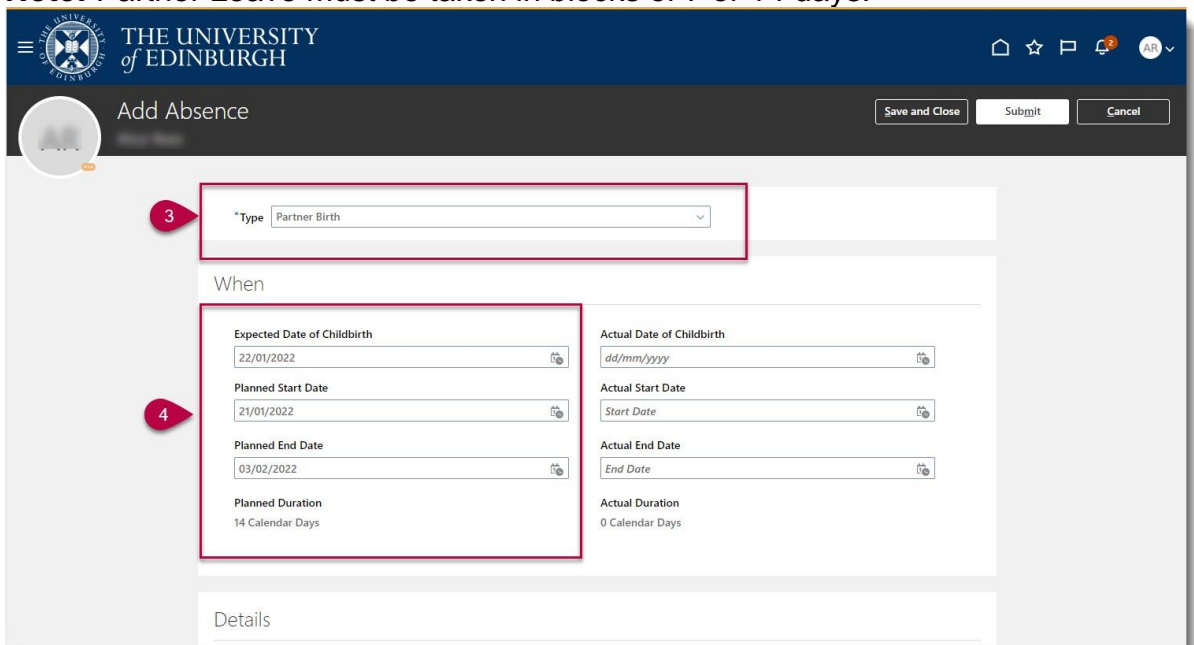 Note: Partner Leave must be taken in blocks of 7 or 14 days.
THE UNIVERSITY
of EDINBURGH
2
AR
Add Absence
Save and Close
Submit
Cancel
AR
3
*Type Partner Birth
When
Expected Date of Childbirth
Actual Date of Childbirth
22/01/2022
dd/mm/yyyy
Planned Start Date
Actual Start Date
4
21/01/2022
Start Date
Planned End Date
Actual End Date
03/02/2022
End Date
Planned Duration
Actual Duration
14 Calendar Days
0 Calendar Days
Details